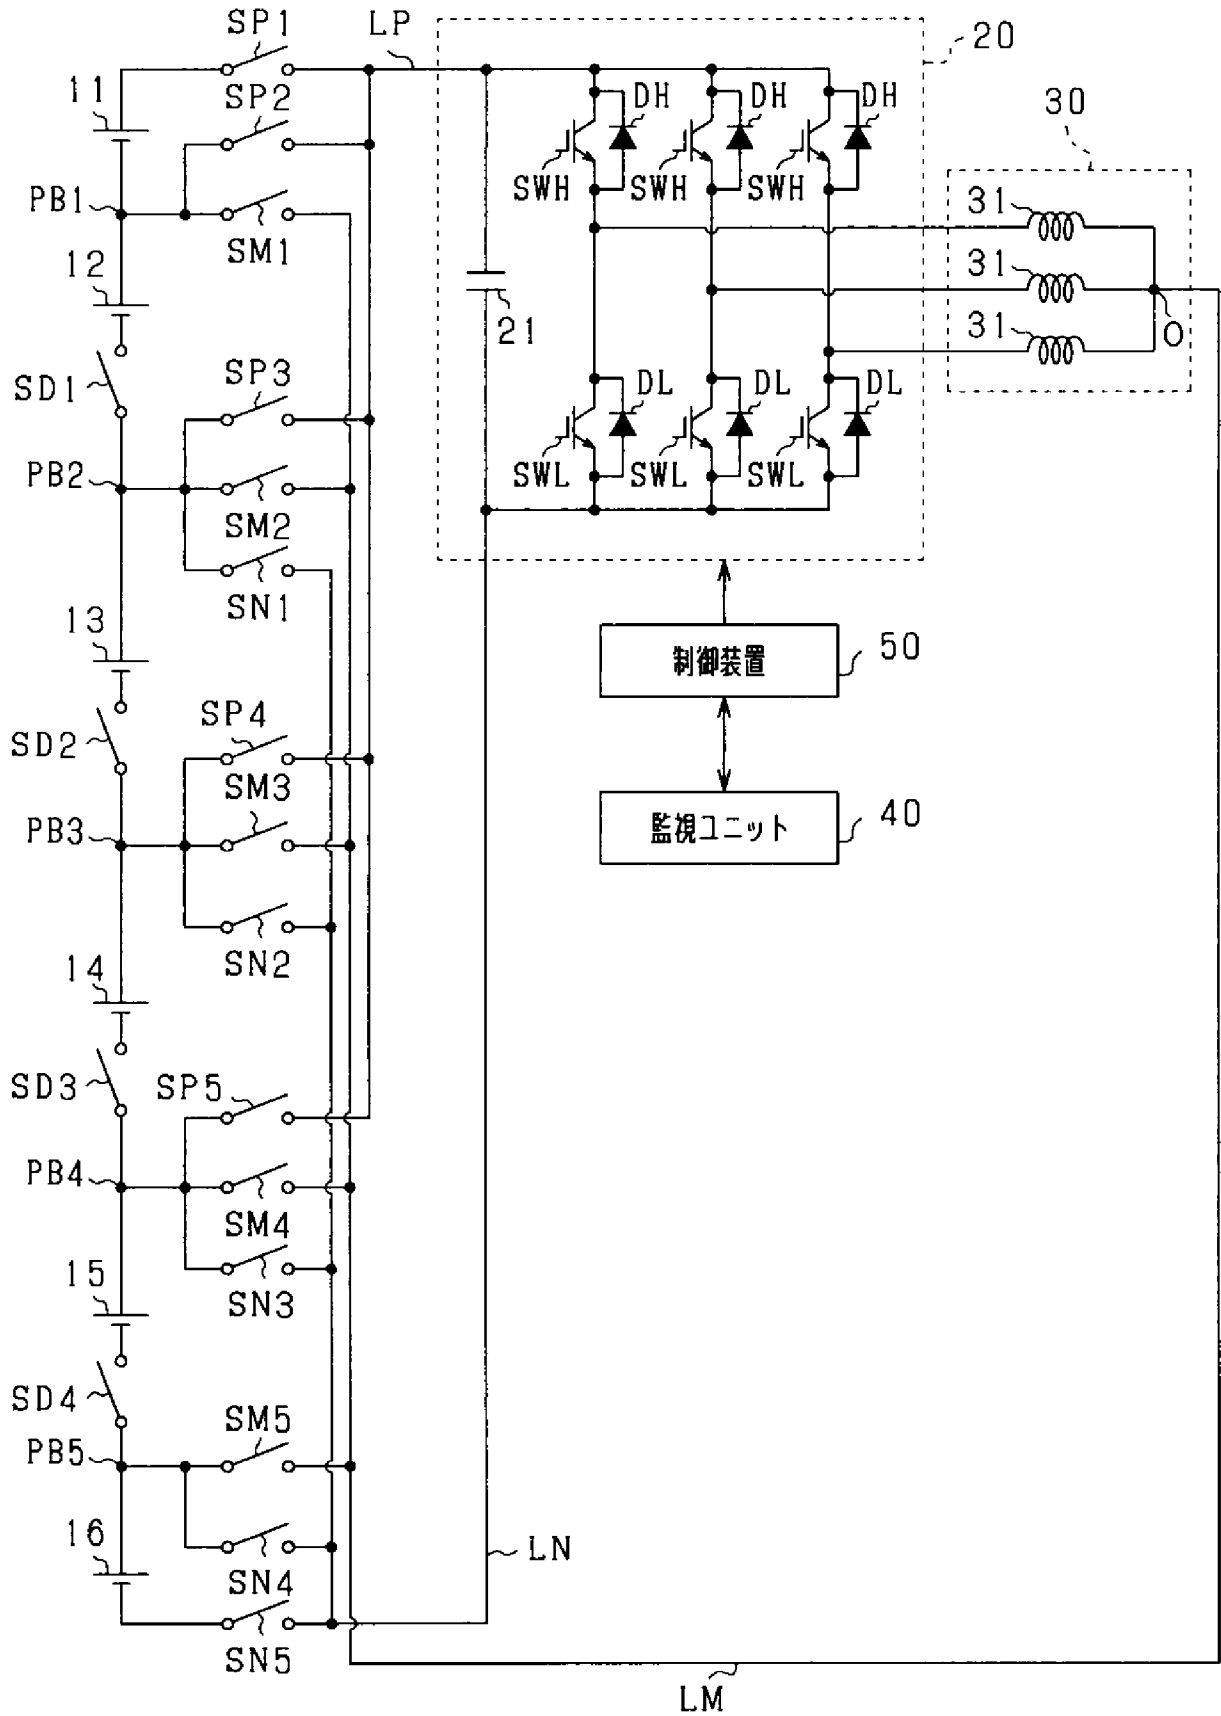 SP1
LP
20
11
SP2
DH
DH
DH
30
PB1
SWH
SWH
SWH
31
SM1
12
31
21
31
O
SD1
SP3
DL
DL
DL
PB2
SWL
SWL
SWL
SM2
SN1
13
制御装置
50
SP4
SD2
SM3
PB3
監視ユニット
40
SN2
14
SD3
SP5
PB4
SM4
15
SN3
SD4
SM5
PB5
16
LN
SN4
SN5
LM